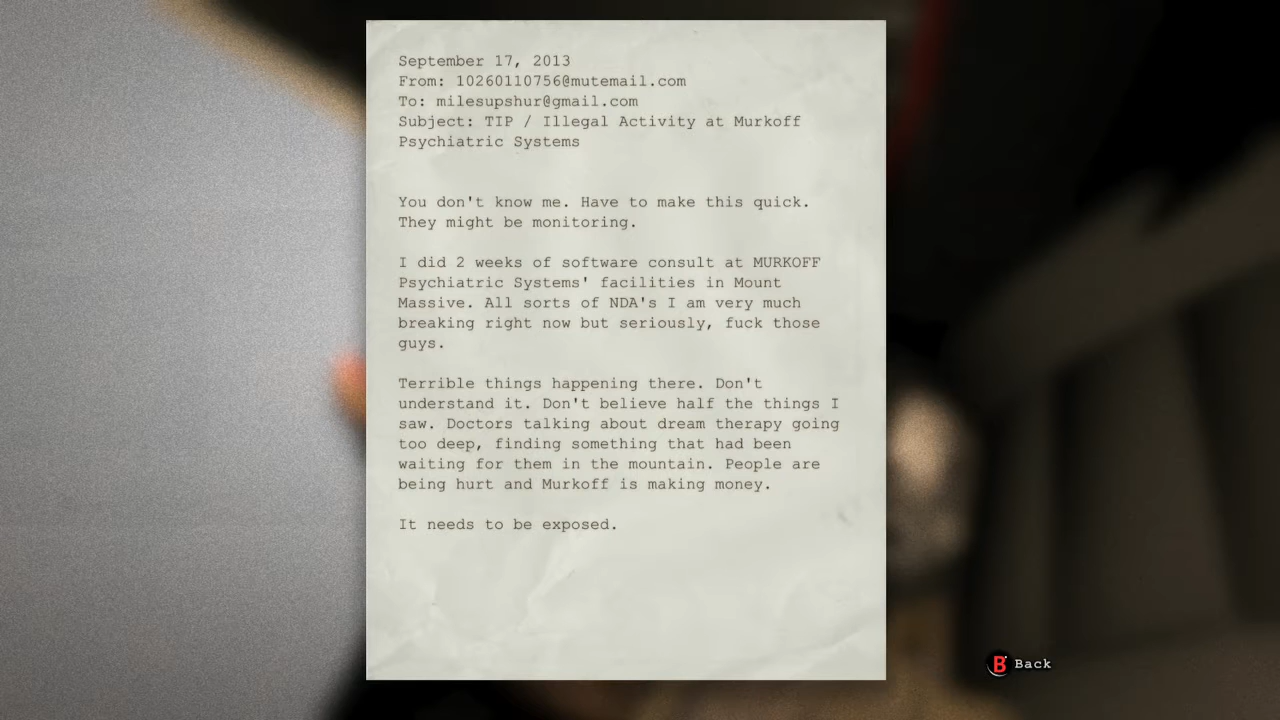 September 17, 2013
From: 10260110756@mutemail.com
To: milesupshur@gmail.com
Subject: TIP / Illegal Activity at Murkoff
Psychiatric Systems
You don't know me. Have to make this quick.
They might be monitoring.
I did 2 weeks of software consult at MURKOFF
Psychiatric Systems' facilities in Mount
Massive. All sorts of NDA's I am very much
breaking right now but seriously, fuck those
guys.
Terrible things happening there. Don't
understand it. Don't believe half the things I
saw. Doctors talking about dream therapy going
too deep, finding something that had been
waiting for them in the mountain. People are
being hurt and Murkoff is making money.
It needs to be exposed.
B Back